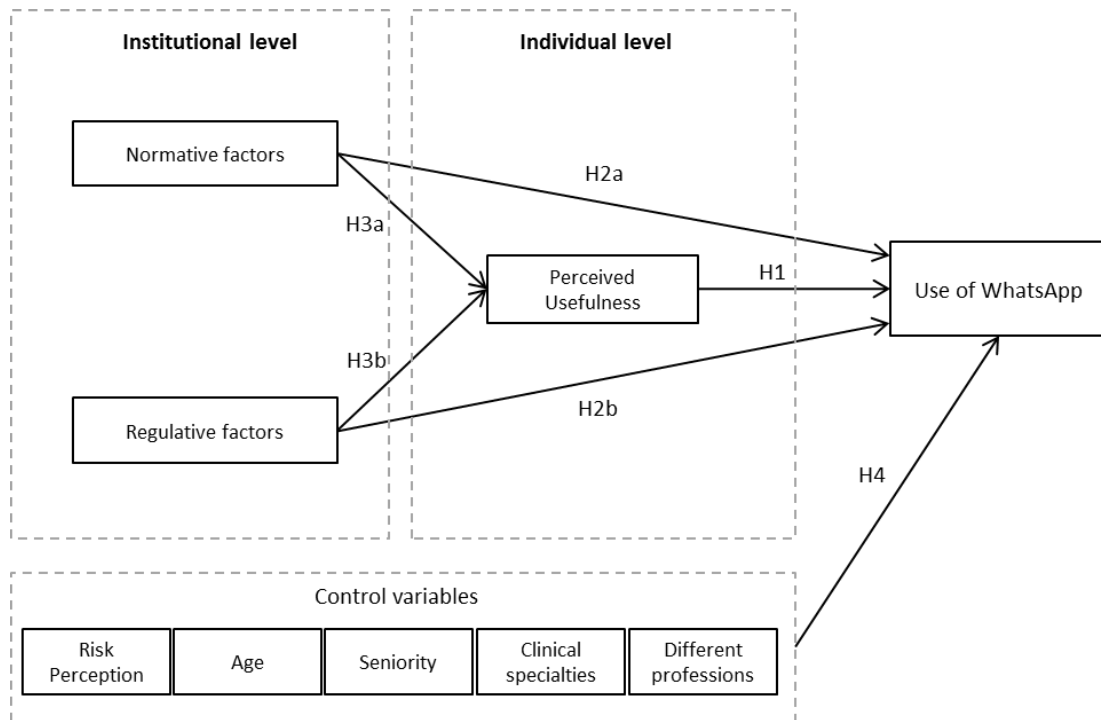 Institutional level
Individual level
Normative factors
H2a
H3a
Perceived
Usefulness
H1
Use of WhatsApp
H3b
Regulative factors
H2b
H4
Control variables
Risk
Perception
Age
Seniority
Clinical
specialties
Different
professions